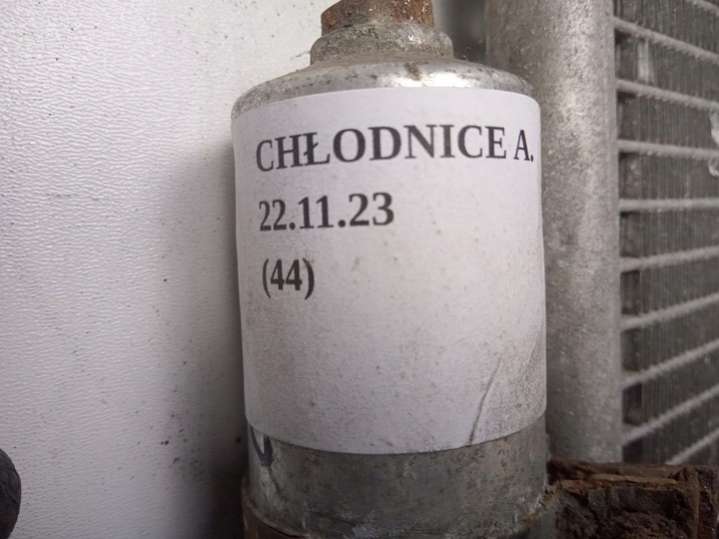 CHŁODNICE A.
22.11.23
(44)